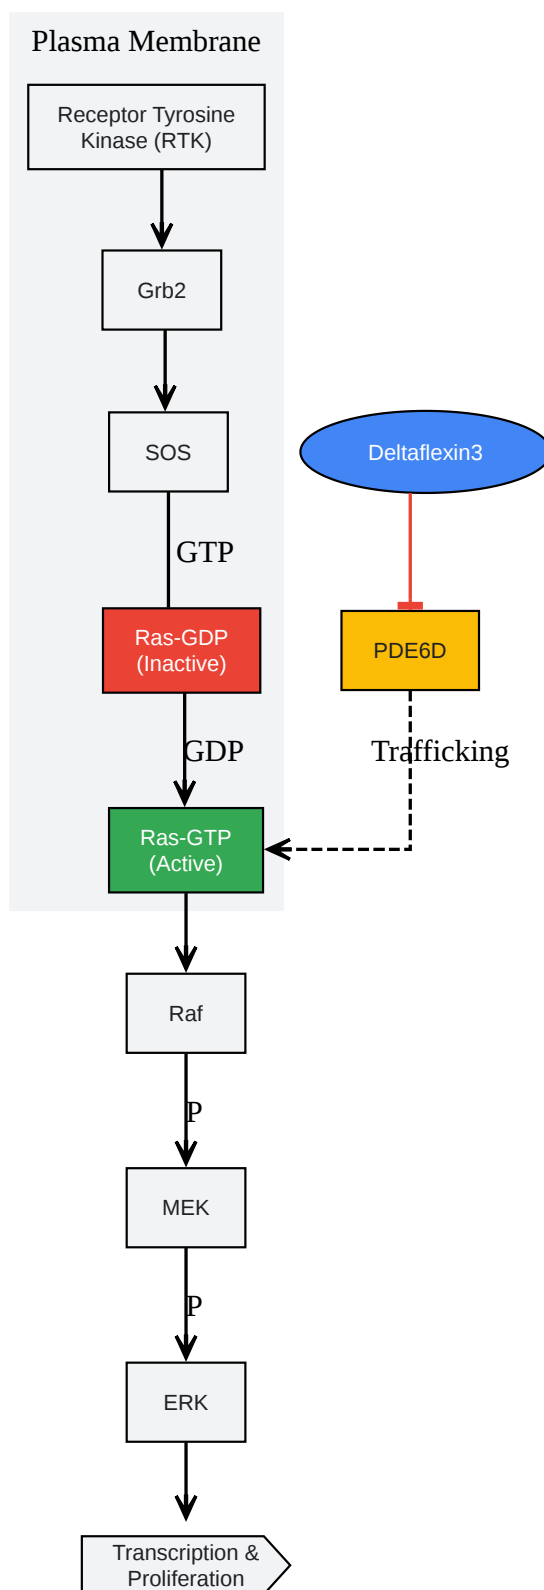 Plasma Membrane
Receptor Tyrosine
Kinase (RTK)
Grb2
SOS
Deltaflexin3
GTP
Ras-GDP
(Inactive)
PDE6D
GDP
Trafficking
Ras-GTP
(Active)
Raf
P
MEK
P
ERK
Transcription &
Proliferation